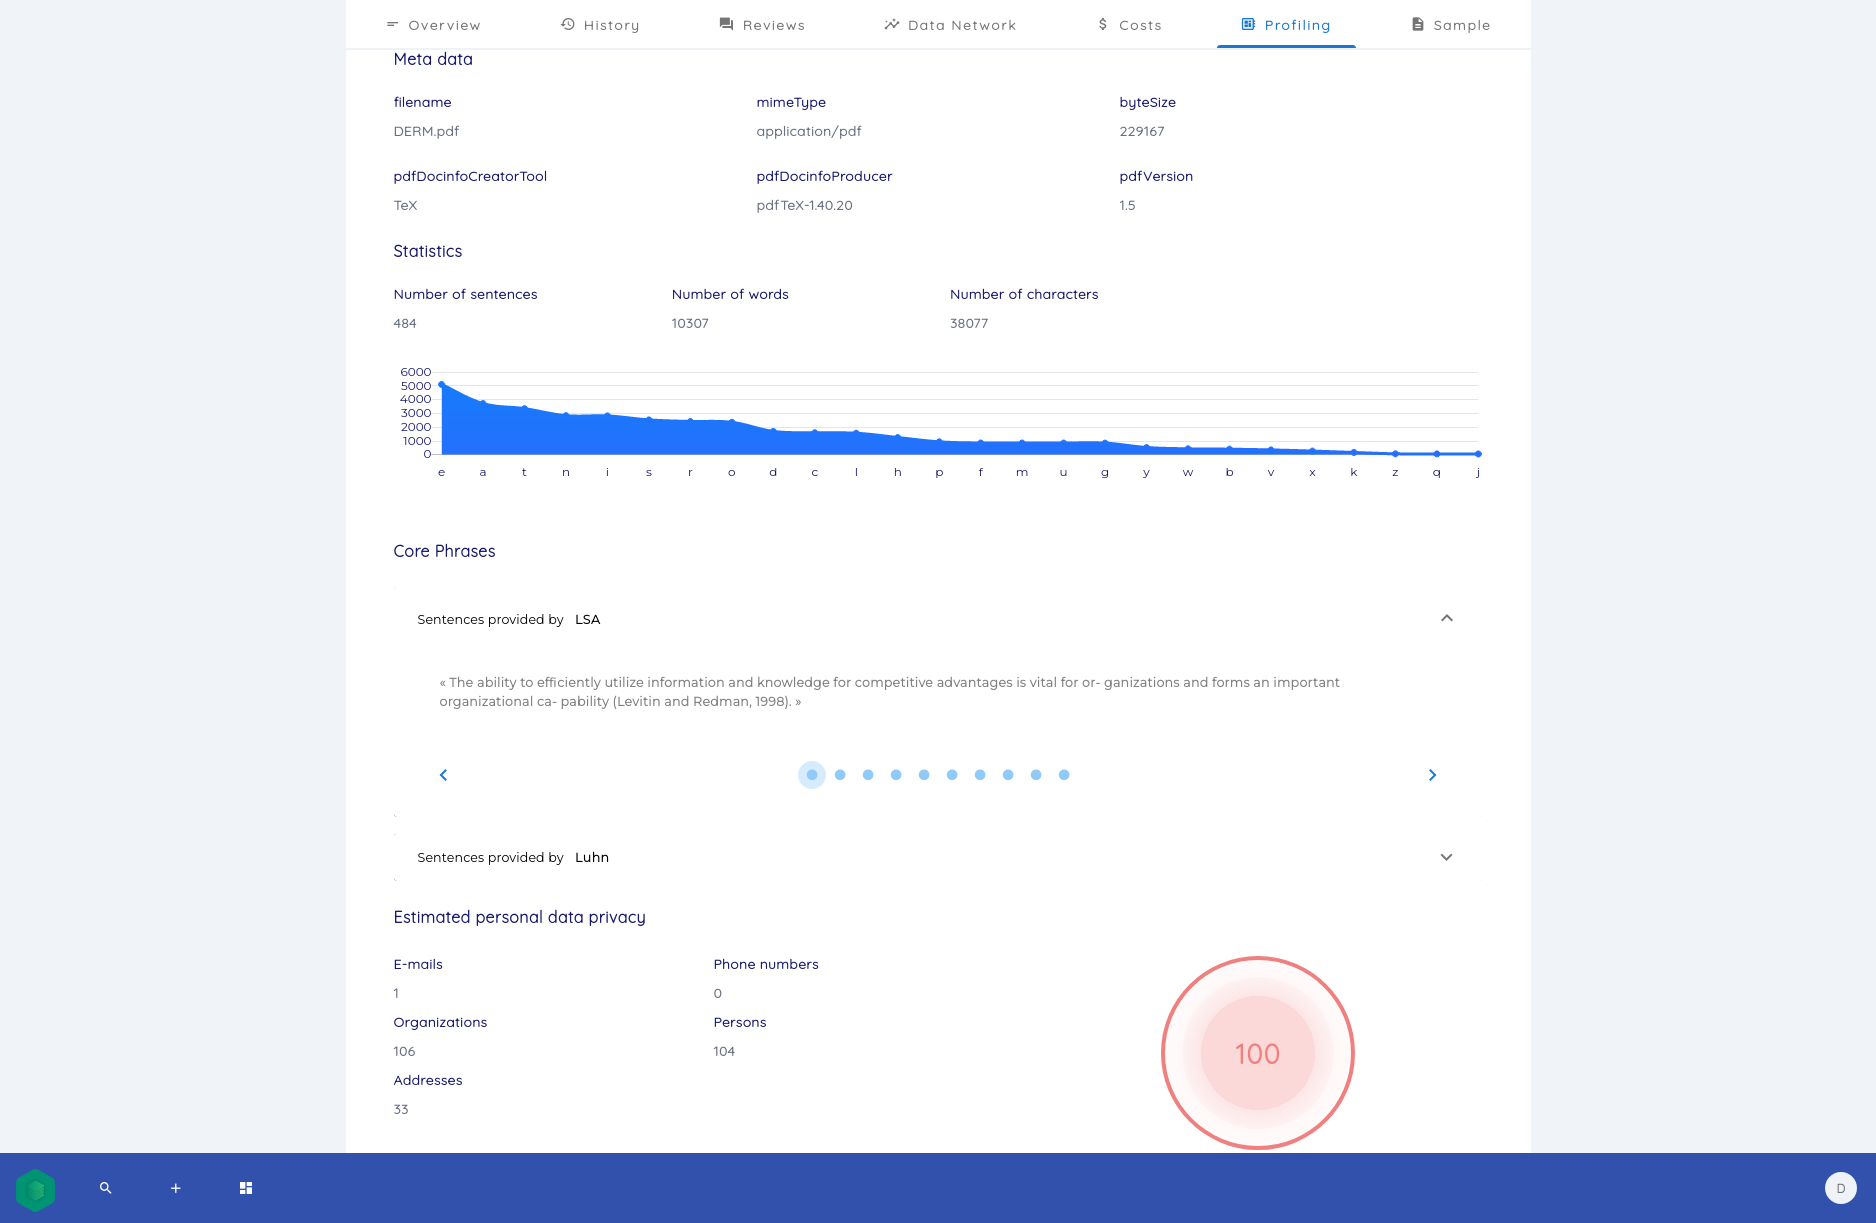 Overview History Reviews Data Network Costs Profiling Sample
Meta data
filename mimeType byteSize
DERM.pdf application/pdf 229167
pdfDocinfoCreatorTool pdfDocinfoProducer pdfVersion
TeX pdfTeX-1.40.20 1.5
Statistics
Number of sentences Number of words Number of characters
484 10307 38077
6000
5000
4000
3000
2000
1000
0
e a t n i s r o d c l h p f m u g y w b v x k z q j
Core Phrases
Sentences provided by LSA
« The ability to efficiently utilize information and knowledge for competitive advantages is vital for or- ganizations and forms an important
organizational ca- pability (Levitin and Redman, 1998). »
Sentences provided by Luhn
Estimated personal data privacy
E-mails Phone numbers
1 0
Organizations Persons
106 104
100
Addresses
33
D